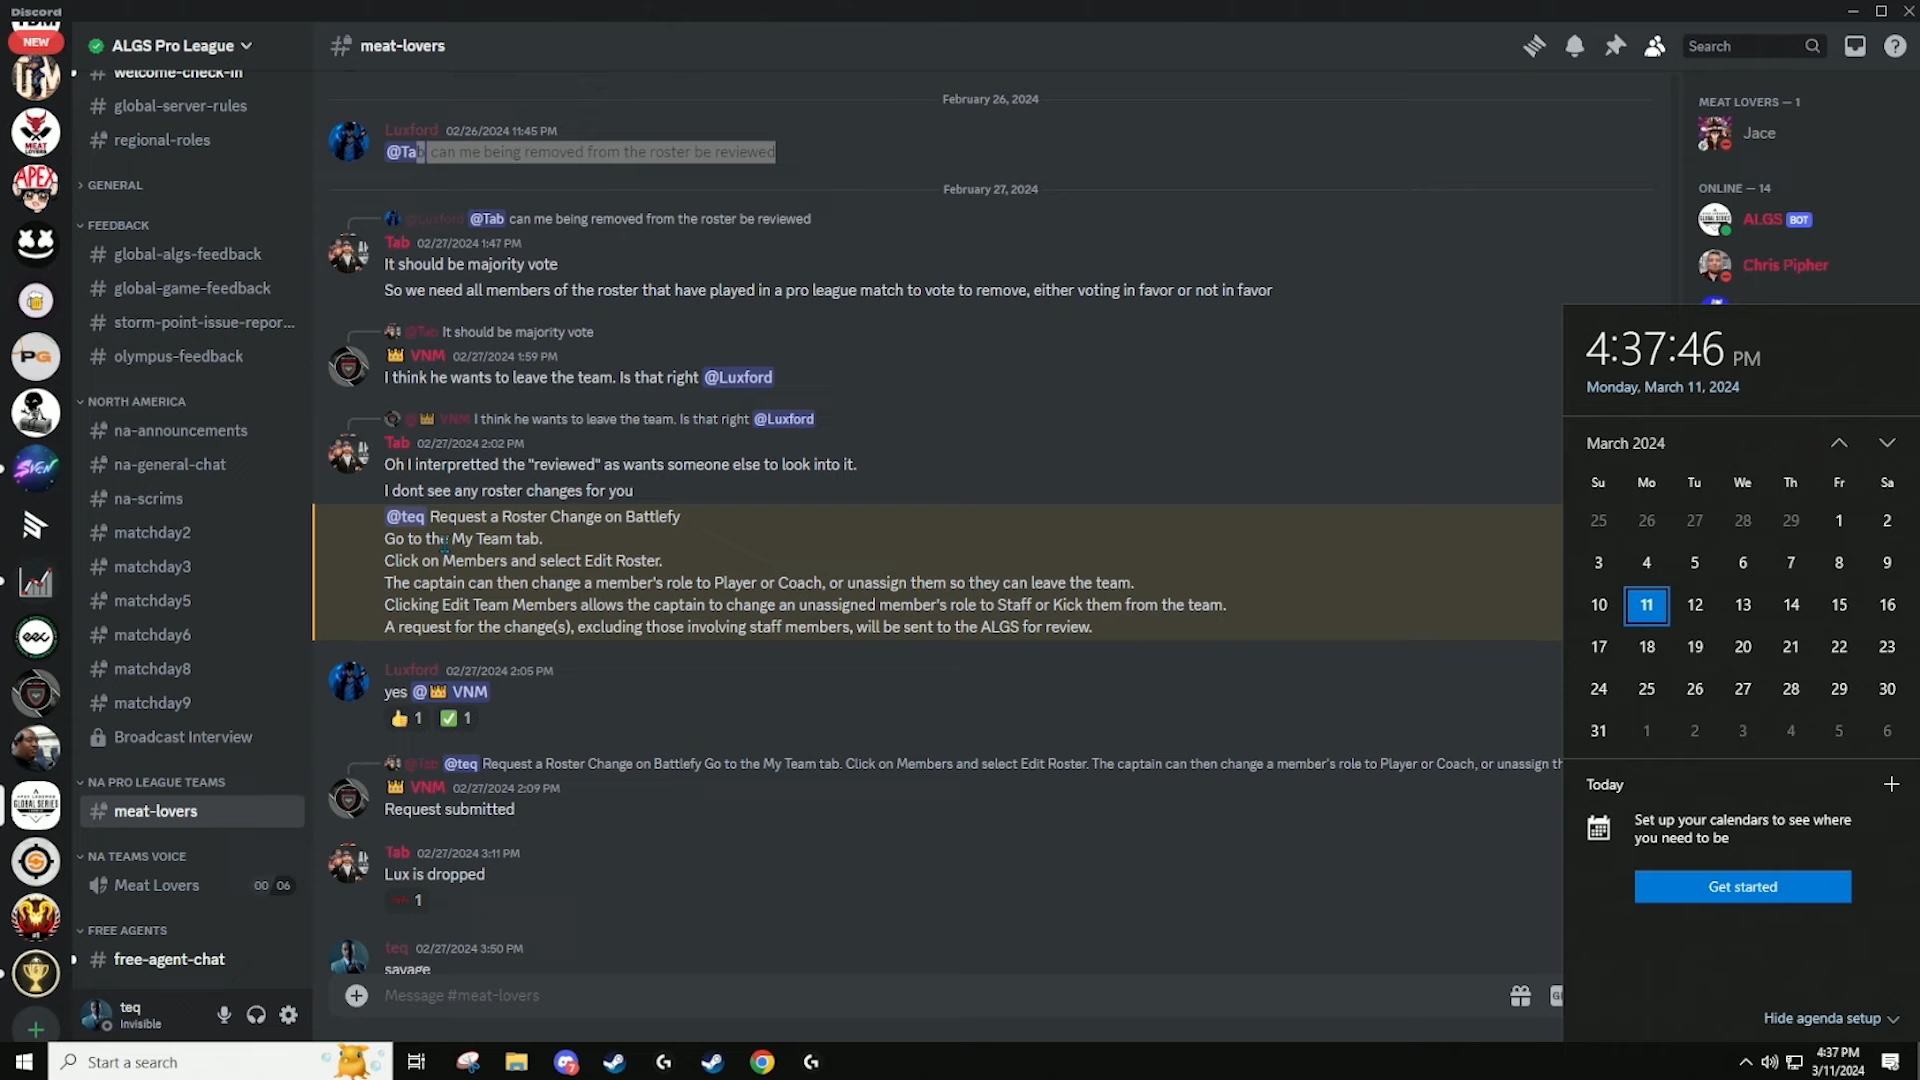 Discord
NEW
ALGS Pro League
welcome-check-in
global-server-rules
regional-roles
GENERAL
FEEDBACK
global-algs-feedback
global-game-feedback
storm-point-issue-repor...
olympus-feedback
NORTH AMERICA
na-announcements
na-general-chat
na-scrims
matchday2
matchday3
matchday5
matchday6
matchday8
matchday9
Broadcast Interview
NA PRO LEAGUE TEAMS
meat-lovers
NA TEAMS VOICE
Meat Lovers 00 06
FREE AGENTS
free-agent-chat
teq
Invisible
MEAT LOVERS
APEX
PG
SVEN
eec
GLOBAL SERIES
meat-lovers
Search
February 26, 2024
Luxford 02/26/2024 11:45 PM
@Tab can me being removed from the roster be reviewed
February 27, 2024
@Luxford @Tab can me being removed from the roster be reviewed
Tab 02/27/2024 1:47 PM
It should be majority vote
So we need all members of the roster that have played in a pro league match to vote to remove, either voting in favor or not in favor
@Tab It should be majority vote
VNM 02/27/2024 1:59 PM
I think he wants to leave the team. Is that right @Luxford
@ VNM I think he wants to leave the team. Is that right @Luxford
Tab 02/27/2024 2:02 PM
Oh I interpretted the "reviewed" as wants someone else to look into it.
I dont see any roster changes for you
@teq Request a Roster Change on Battlefy
Go to the My Team tab.
Click on Members and select Edit Roster.
The captain can then change a member's role to Player or Coach, or unassign them so they can leave the team.
Clicking Edit Team Members allows the captain to change an unassigned member's role to Staff or Kick them from the team.
A request for the change(s), excluding those involving staff members, will be sent to the ALGS for review.
Luxford 02/27/2024 2:05 PM
yes @👑 VNM
👍 1 ✅ 1
@Tab @teq Request a Roster Change on Battlefy Go to the My Team tab. Click on Members and select Edit Roster. The captain can then change a member's role to Player or Coach, or unassign th
VNM 02/27/2024 2:09 PM
Request submitted
Tab 02/27/2024 3:11 PM
Lux is dropped
1
teq 02/27/2024 3:50 PM
savage
Message #meat-lovers
MEAT LOVERS — 1
Jace
ONLINE — 14
ALGS BOT
Chris Pipher
4:37:46 PM
Monday, March 11, 2024
March 2024
Su Mo Tu We Th Fr Sa
25 26 27 28 29 1 2
3 4 5 6 7 8 9
10 11 12 13 14 15 16
17 18 19 20 21 22 23
24 25 26 27 28 29 30
31 1 2 3 4 5 6
Today
Set up your calendars to see where
you need to be
Get started
Hide agenda setup
Start a search
4:37 PM
3/11/2024